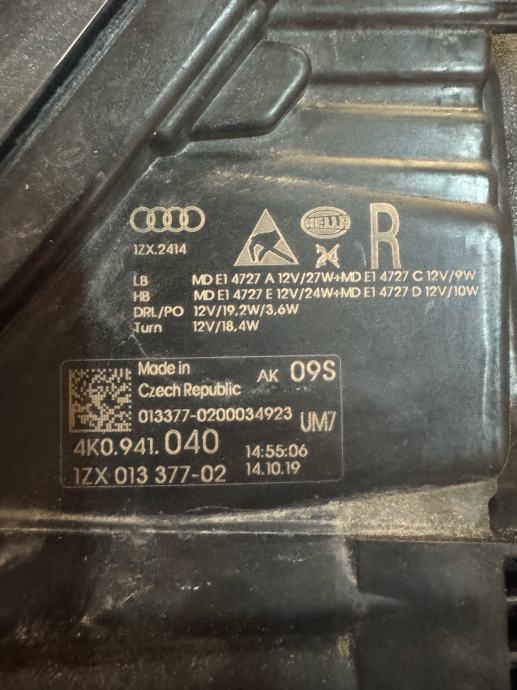 1ZX.2414
HELLA
R
LB MD E1 4727 A 12V/27W+MD E1 4727 C 12V/9W
HB MD E1 4727 E 12V/24W+MD E1 4727 D 12V/10W
DRL/PO 12V/19,2W/3,6W
Turn 12V/18,4W
Made in AK 09S
Czech Republic
013377-0200034923 UM7
4K0.941.040 14:55:06
1ZX 013 377-02 14.10.19